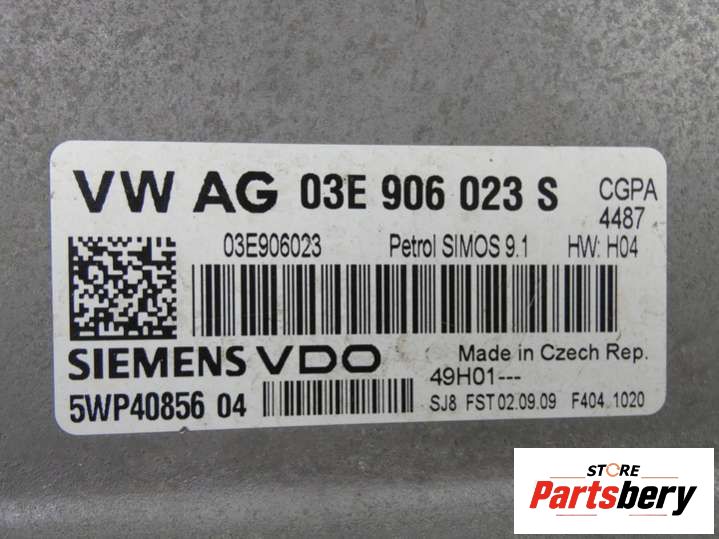 VW AG 03E 906 023 S CGPA
4487
03E906023 Petrol SIMOS 9.1 HW: H04
SIEMENS VDO Made in Czech Rep.
49H01---
5WP40856 04 SJ8 FST 02.09.09 F404 1020
STORE
Partsbery